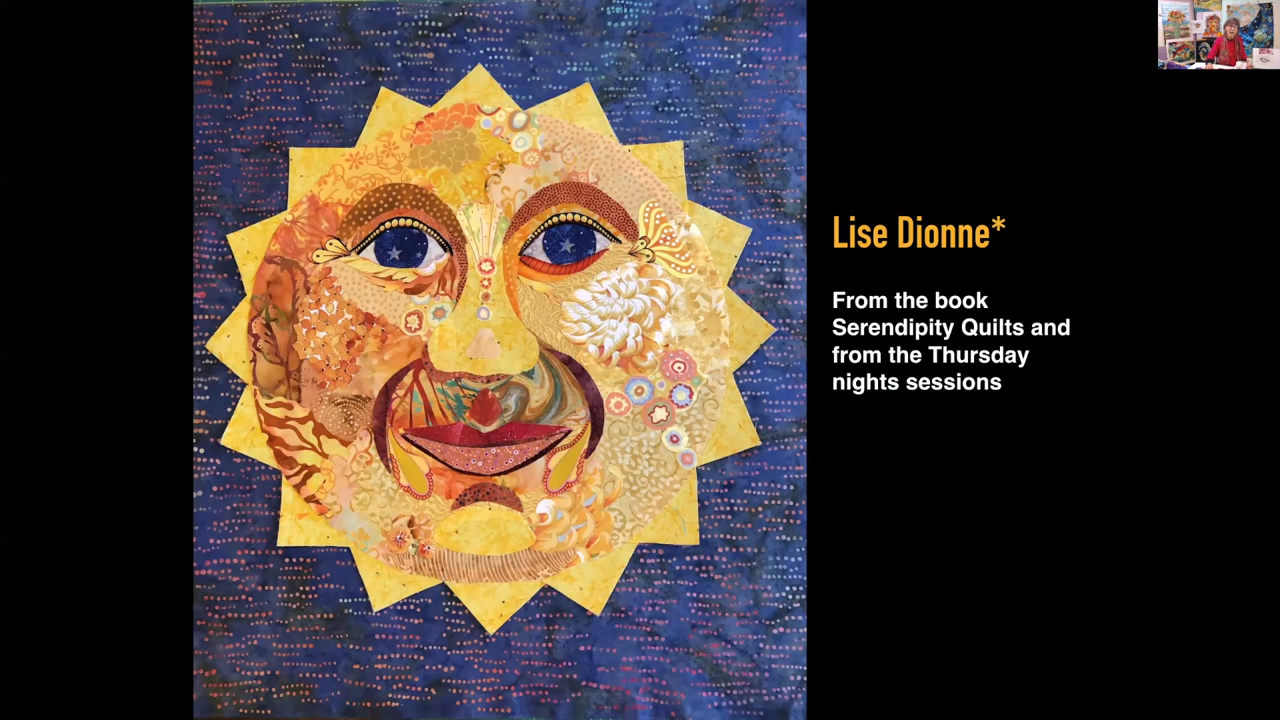 Lise Dionne*
From the book
Serendipity Quilts and
from the Thursday
nights sessions